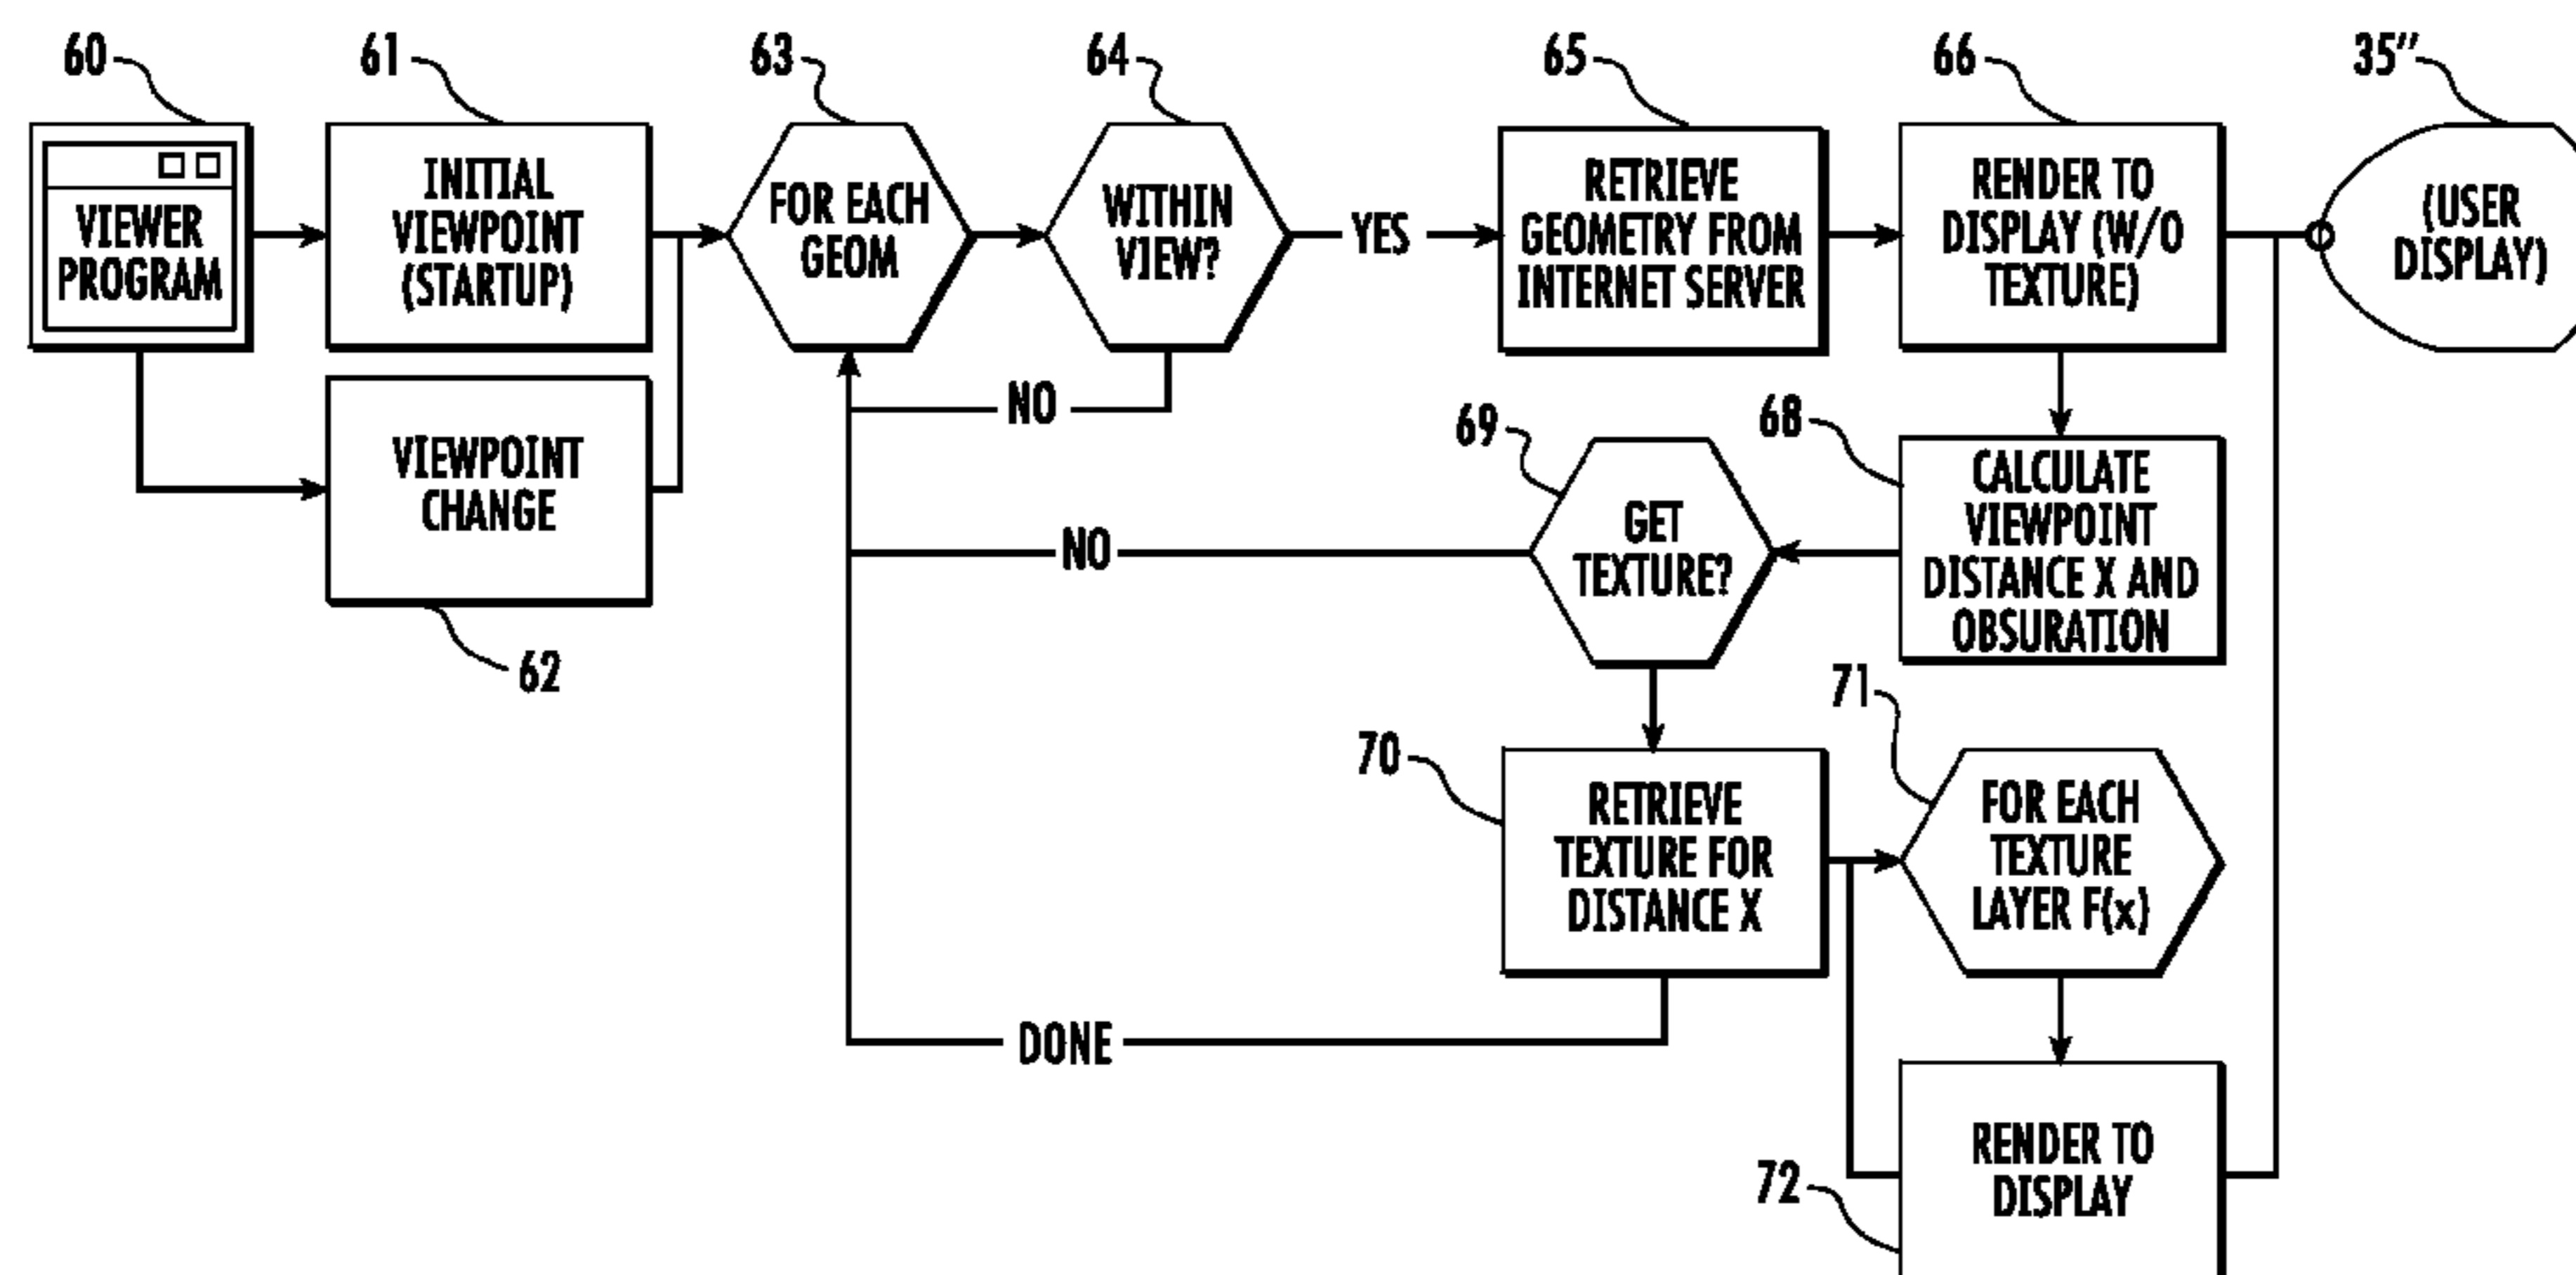 60
61
63
64
65
66
35"
VIEWER
PROGRAM
INITIAL
VIEWPOINT
(STARTUP)
FOR EACH
GEOM
WITHIN
VIEW?
YES
RETRIEVE
GEOMETRY FROM
INTERNET SERVER
RENDER TO
DISPLAY (W/O
TEXTURE)
(USER
DISPLAY)
NO
VIEWPOINT
CHANGE
62
69
68
NO
GET
TEXTURE?
CALCULATE
VIEWPOINT
DISTANCE X AND
OBSURATION
70
71
RETRIEVE
TEXTURE FOR
DISTANCE X
FOR EACH
TEXTURE
LAYER F(x)
DONE
72
RENDER TO
DISPLAY